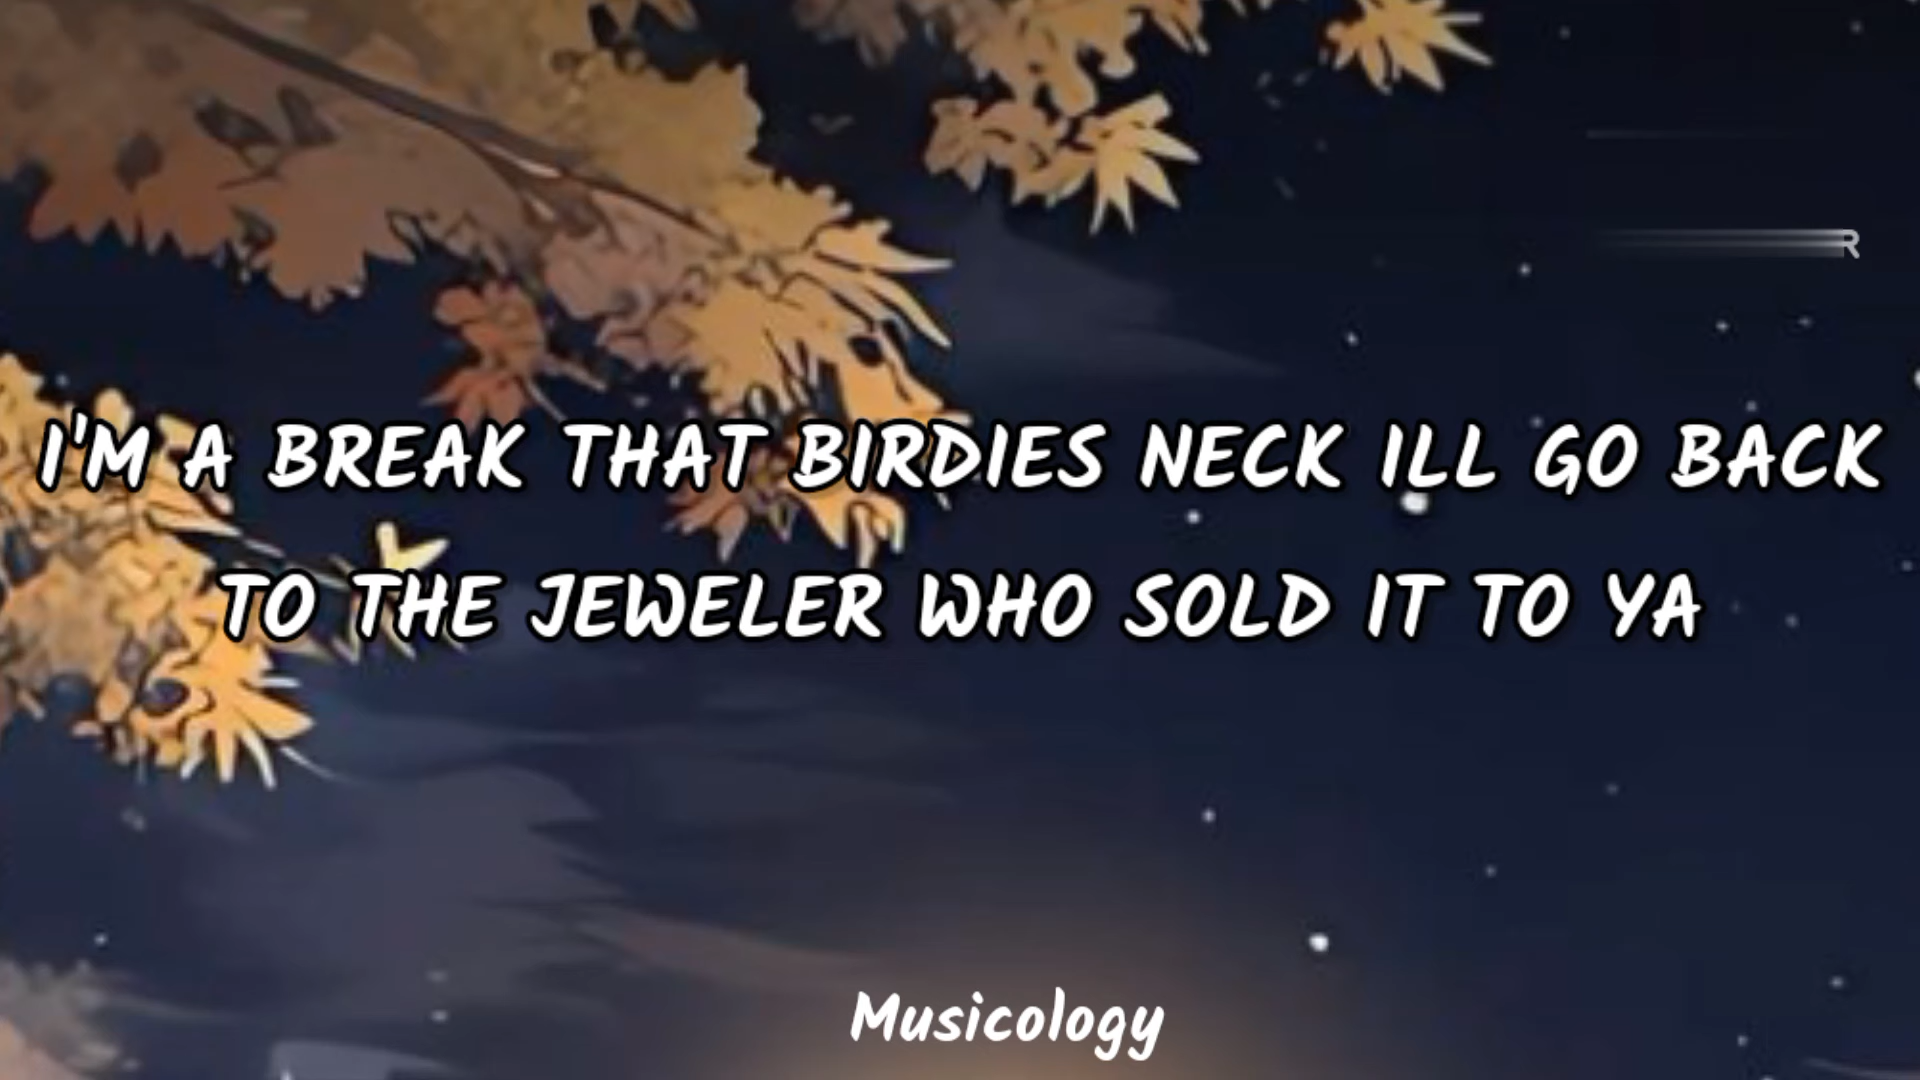 R
I'M A BREAK THAT BIRDIES NECK ILL GO BACK
TO THE JEWELER WHO SOLD IT TO YA
Musicology